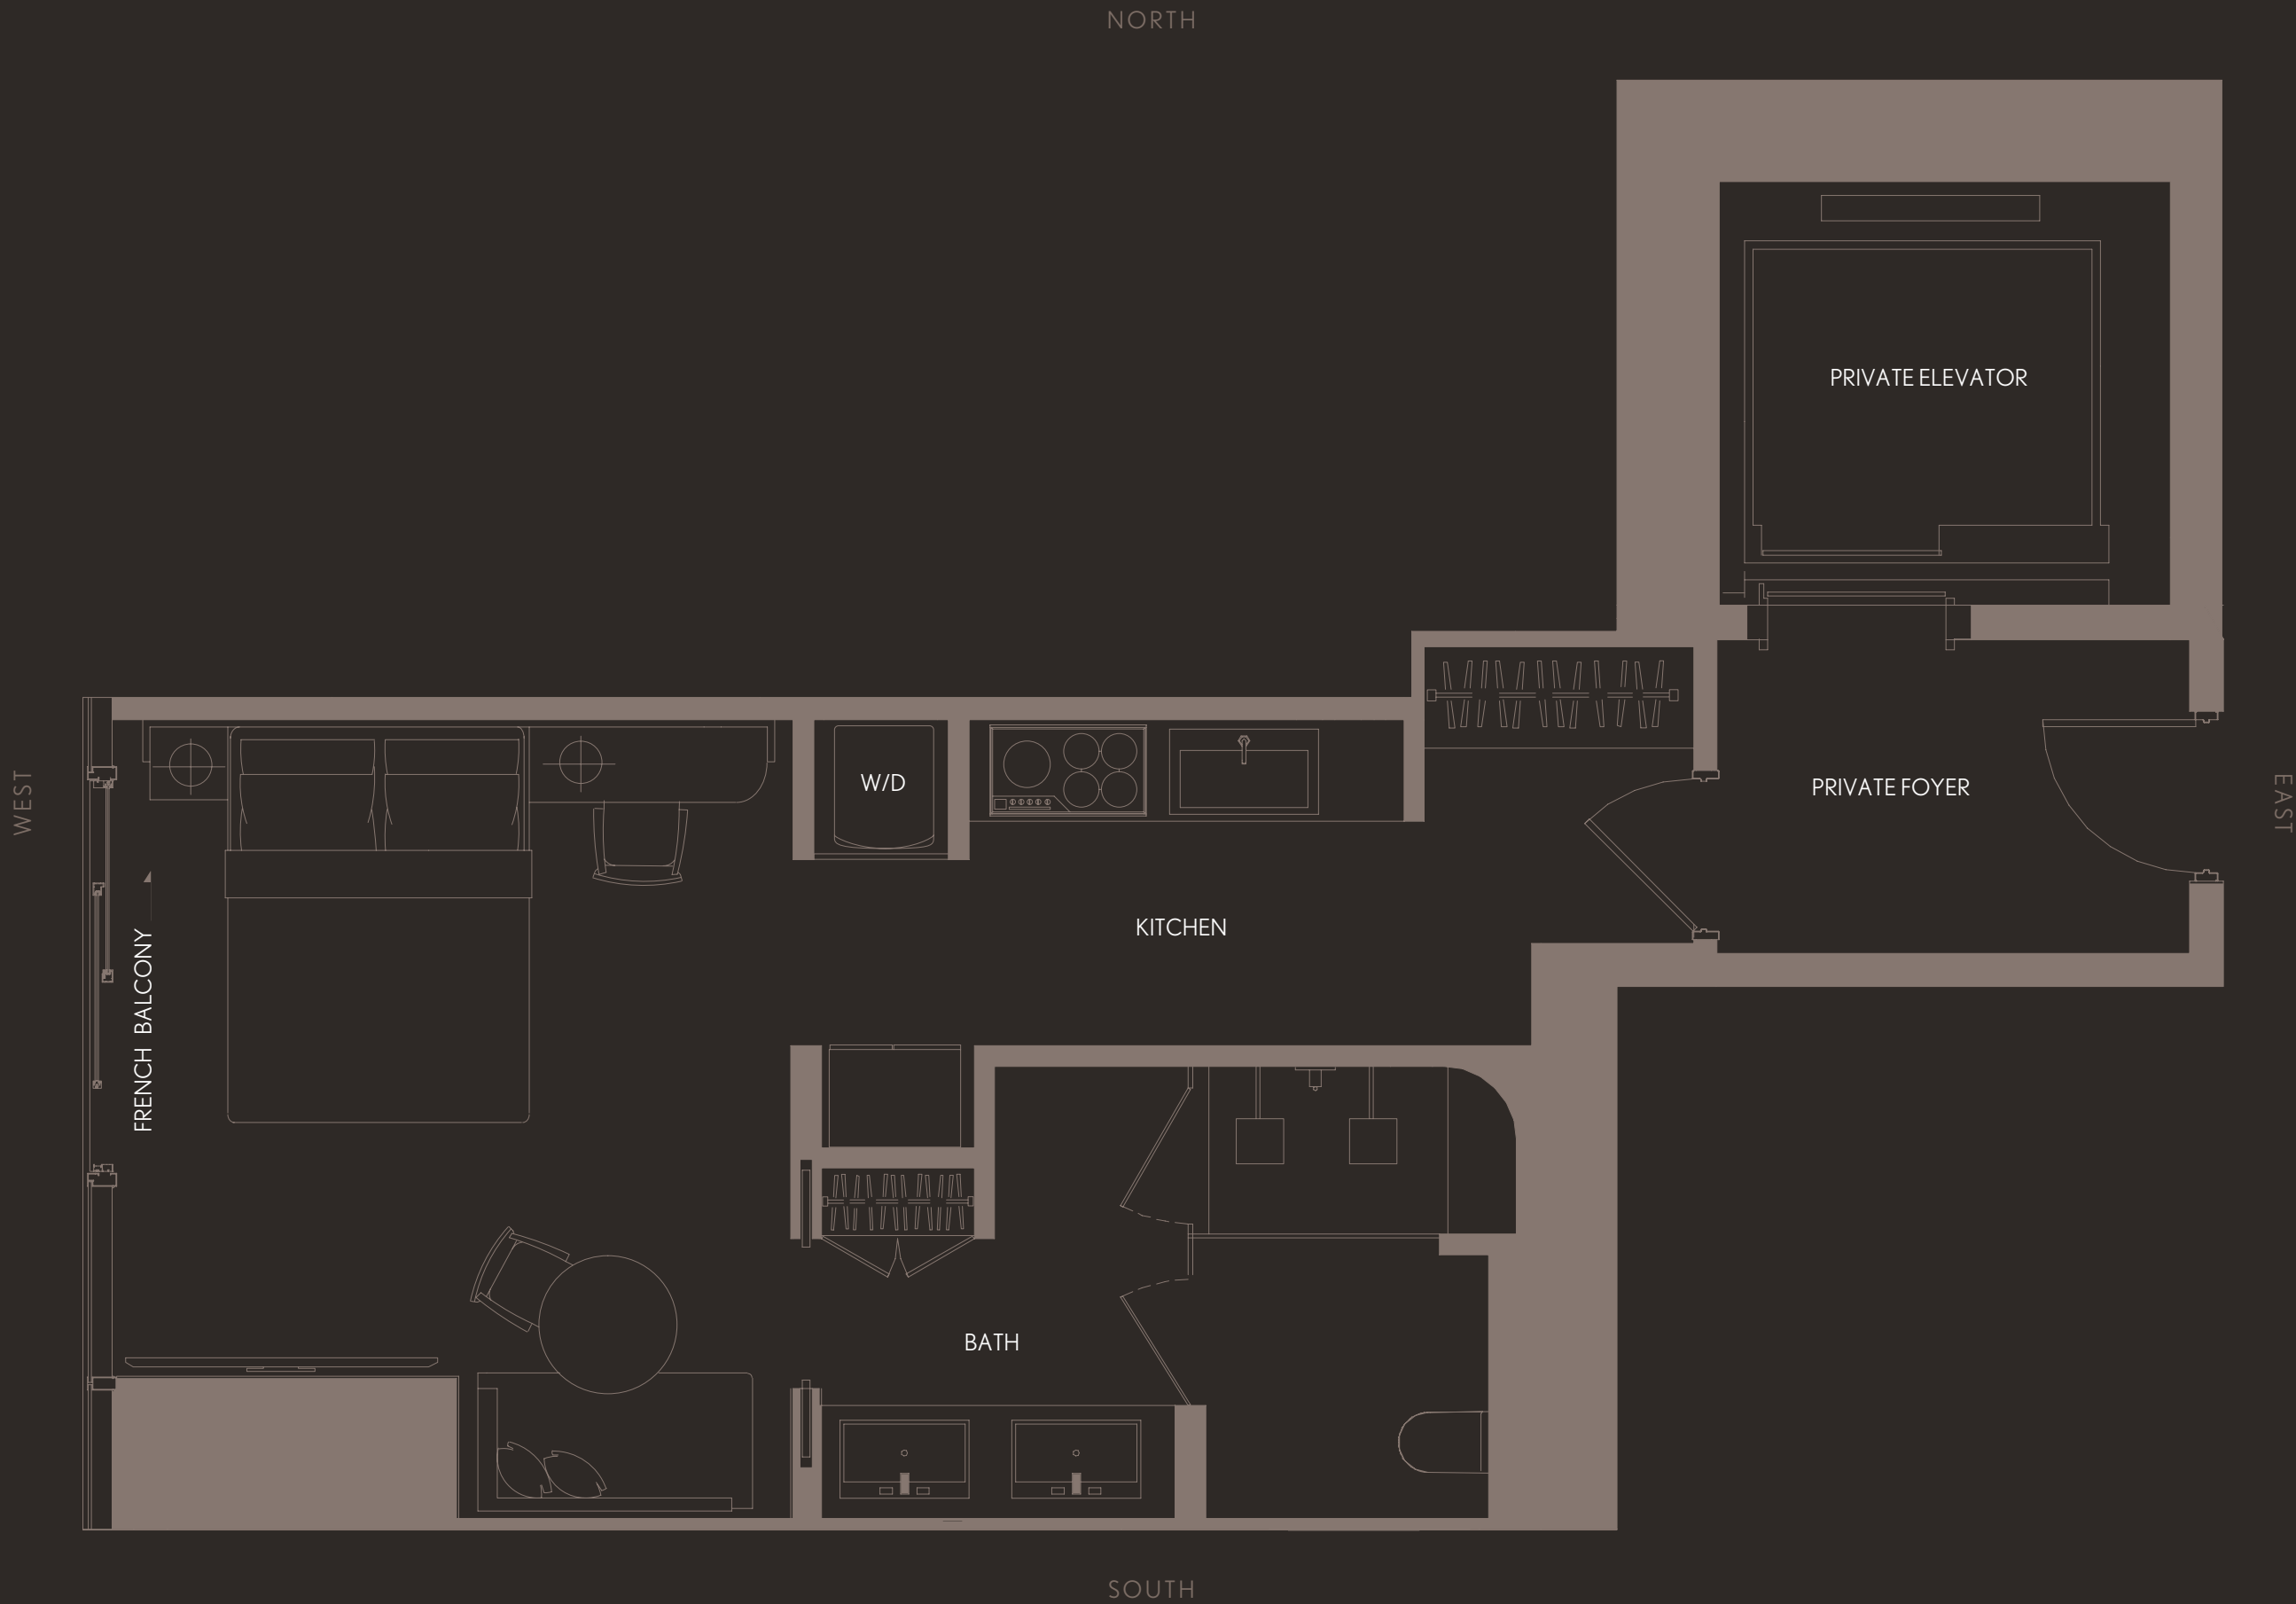 NORTH
PRIVATE ELEVATOR
WEST
EAST
W/D
PRIVATE FOYER
KITCHEN
FRENCH BALCONY
BATH
SOUTH